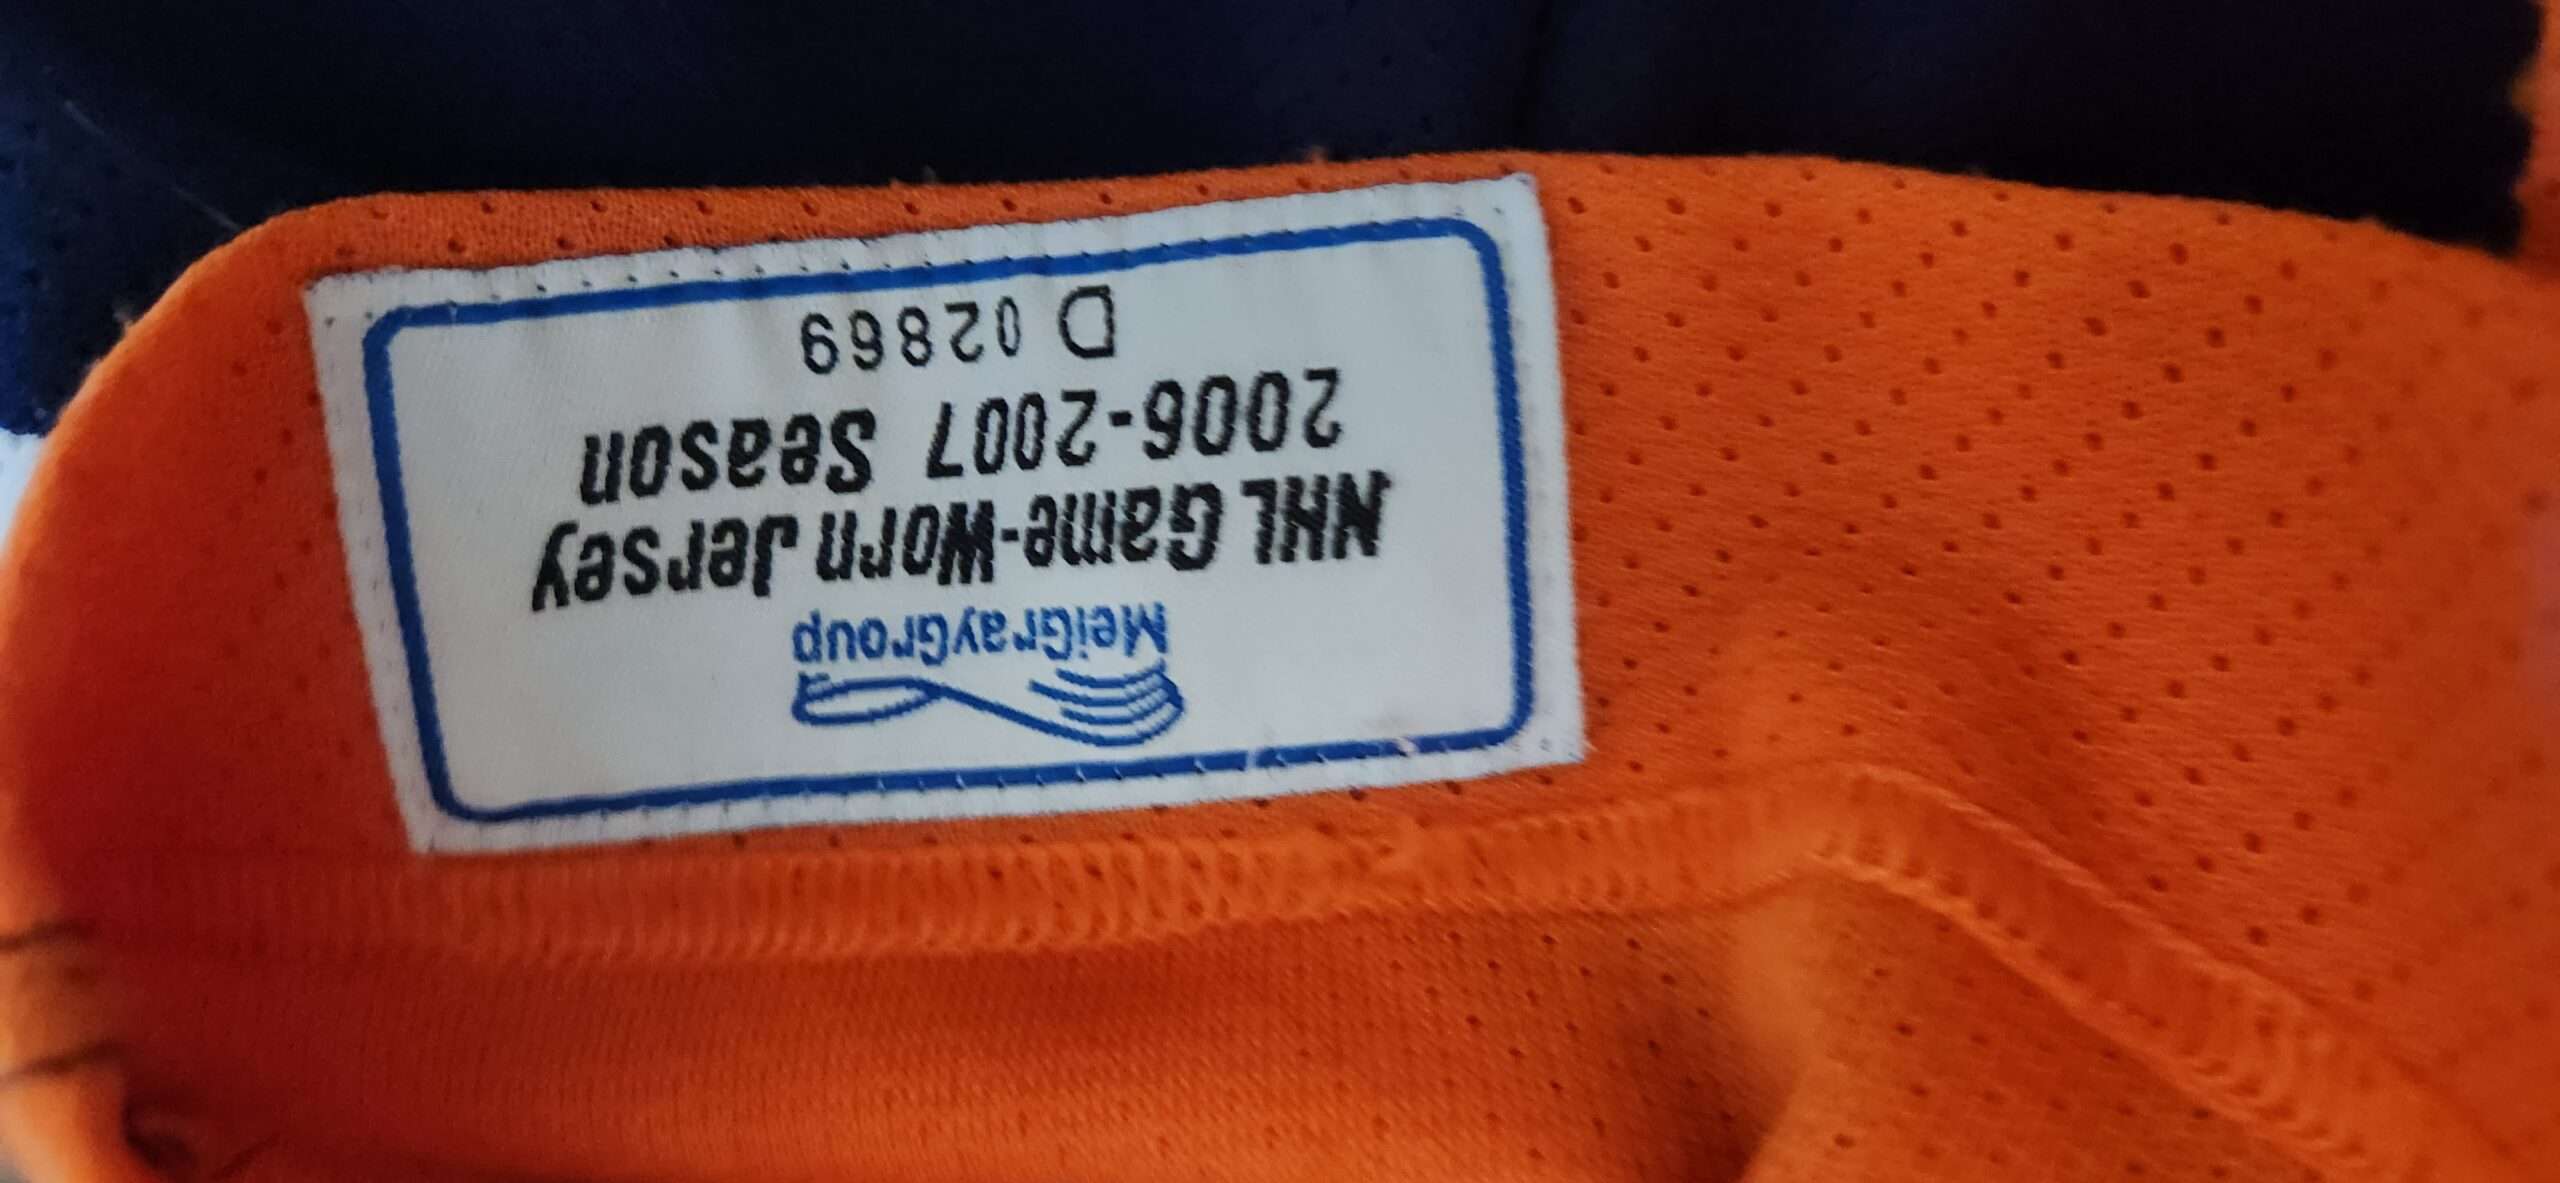 MeiGrayGroup
NHL Game-Worn Jersey
2006-2007 Season
D 02869